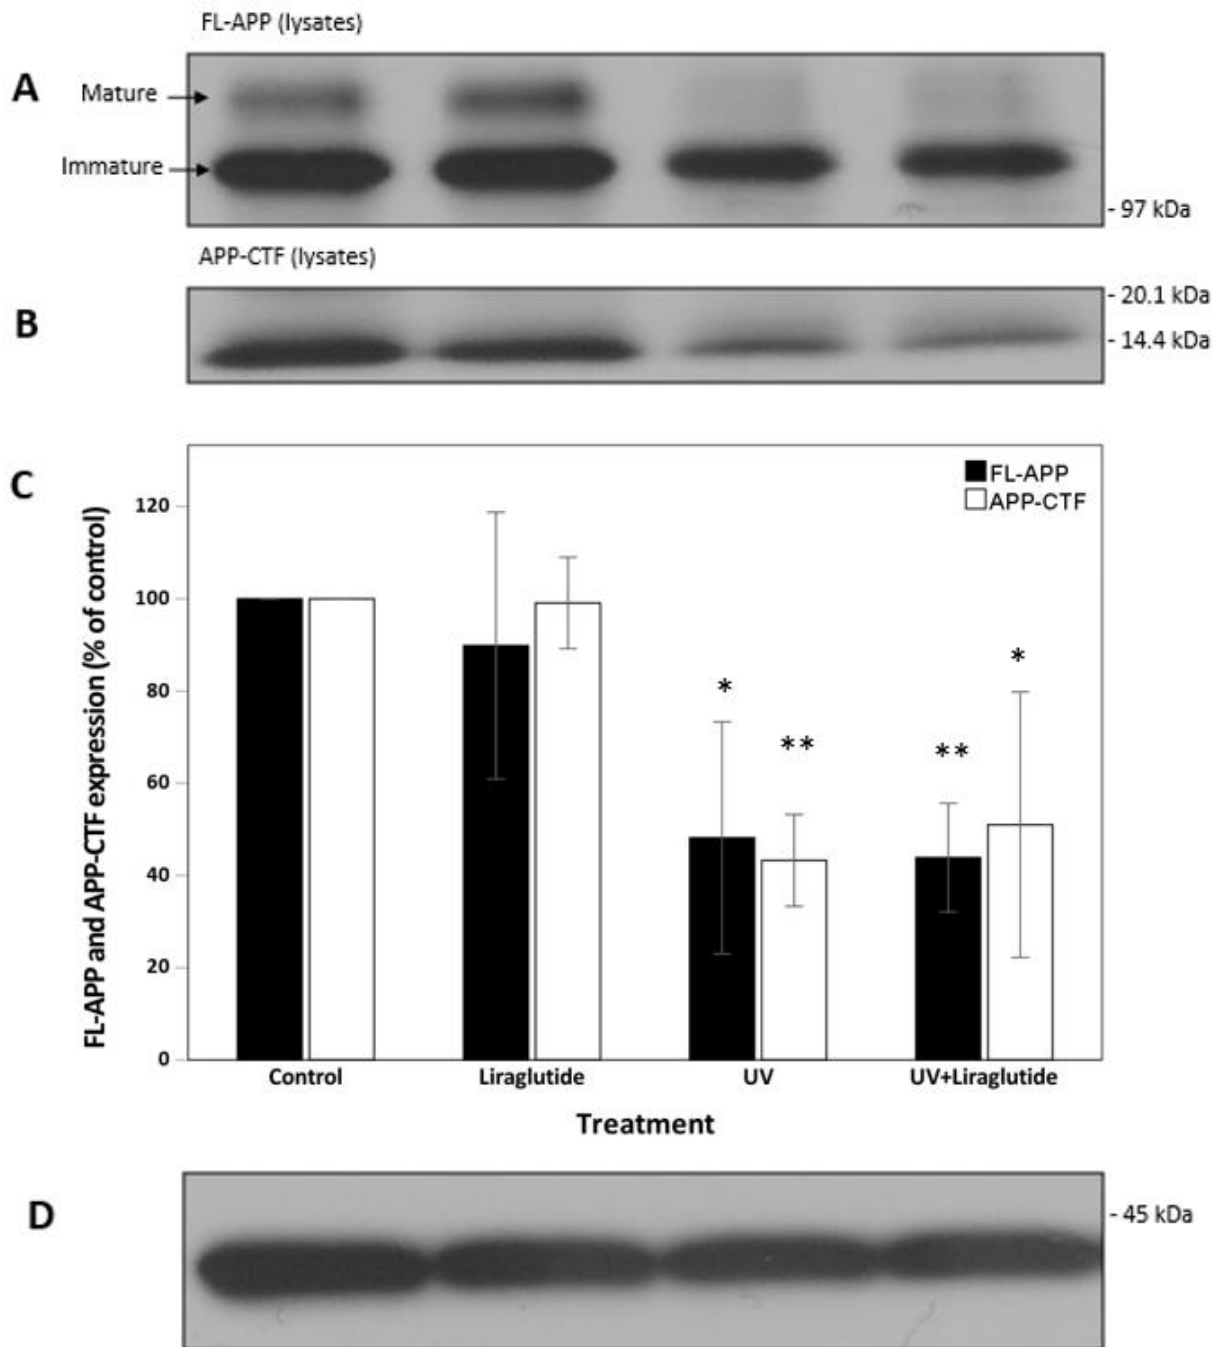 FL-APP (lysates)
A
Mature
Immature
- 97 kDa
APP-CTF (lysates)
B
- 20.1 kDa
- 14.4 kDa
C
FL-APP and APP-CTF expression (% of control)
FL-APP
APP-CTF
120
100
80
60
40
20
0
*
**
**
*
Control Liraglutide UV UV+Liraglutide
Treatment
D
- 45 kDa